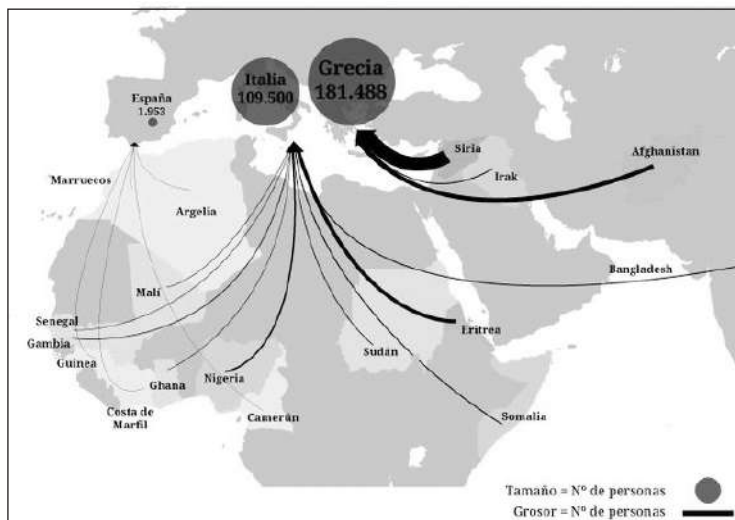 Grecia
181.488
Italia
109.500
España
1.953
Siria
Afghanistan
Irak
Marruecos
Argelia
Bangladesh
Malí
Senegal
Gambia
Eritrea
Guinea
Sudán
Nigeria
Ghana
Costa de
Marfil
Camerún
Somalia
Tamaño = Nº de personas
Grosor = Nº de personas